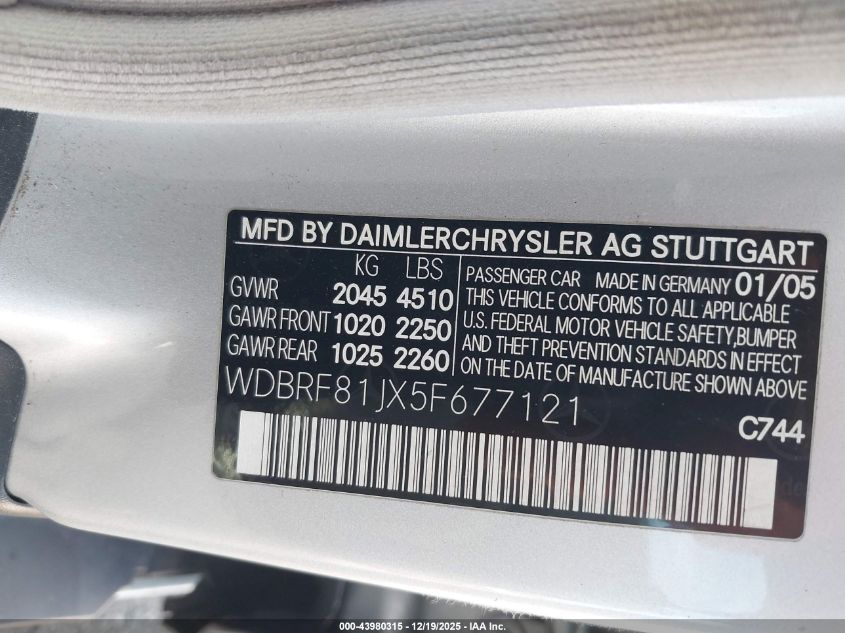 MFD BY DAIMLERCHRYSLER AG STUTTGART
KG LBS
GVWR 2045 4510
GAWR FRONT 1020 2250
GAWR REAR 1025 2260
PASSENGER CAR MADE IN GERMANY 01/05
THIS VEHICLE CONFORMS TO ALL APPLICABLE
U.S. FEDERAL MOTOR VEHICLE SAFETY,BUMPER
AND THEFT PREVENTION STANDARDS IN EFFECT
ON THE DATE OF MANUFACTURE SHOWN ABOVE
WDBRF81JX5F677121
C744
000-43980315 - 12/19/2025 - IAA Inc.